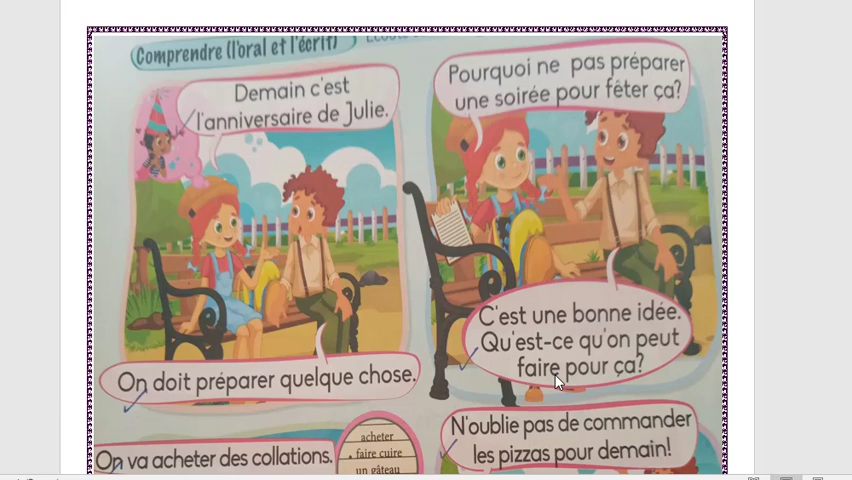 Comprendre (l'oral et l'écrit)
Demain c'est
l'anniversaire de Julie.
Pourquoi ne pas préparer
une soirée pour fêter ça?
C'est une bonne idée.
Qu'est-ce qu'on peut
faire pour ça?
On doit préparer quelque chose.
N'oublie pas de commander
les pizzas pour demain!
On va acheter des collations.
acheter
faire cuire
un gâteau